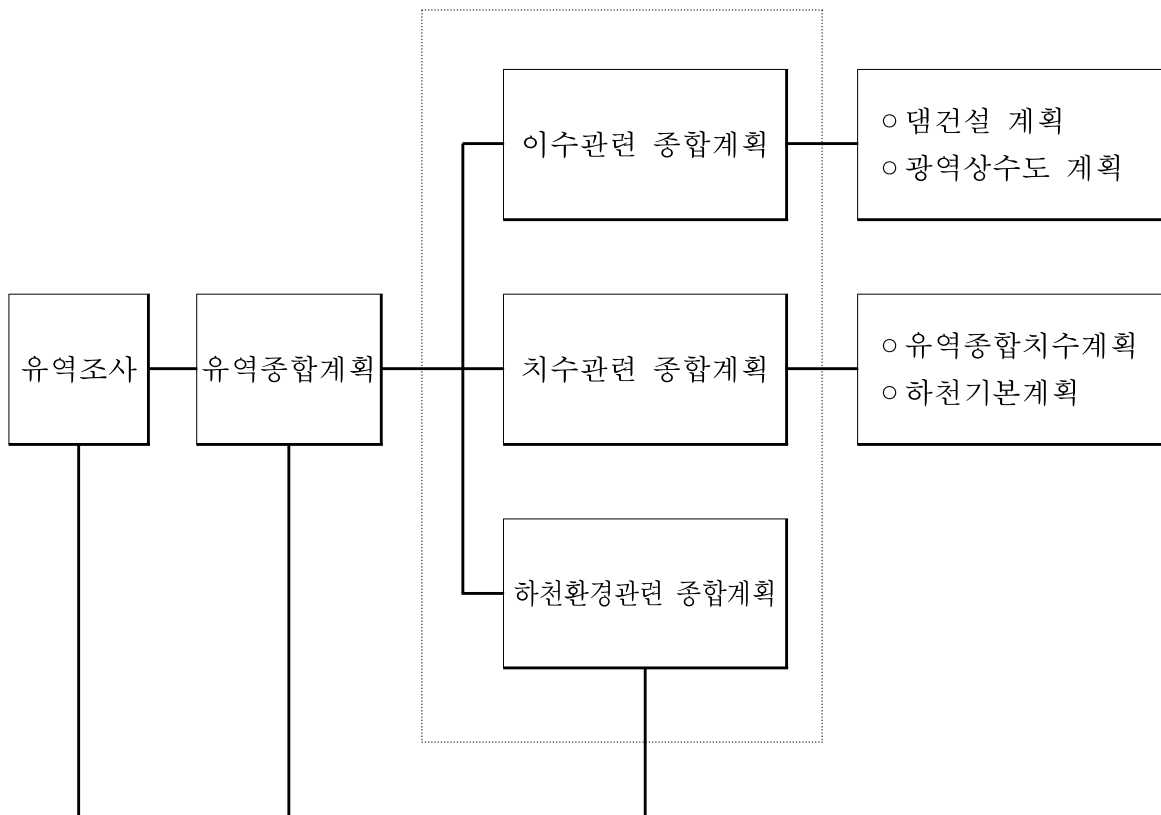 이수관련 종합계획
○ 댐건설 계획
○ 광역상수도 계획
유역조사
유역종합계획
치수관련 종합계획
○ 유역종합치수계획
○ 하천기본계획
하천환경관련 종합계획